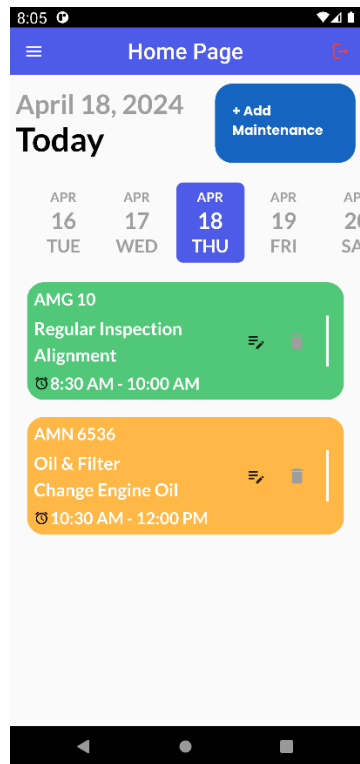 8:05
Home Page
April 18, 2024
Today
+ Add
Maintenance
APR
16
TUE
APR
17
WED
APR
18
THU
APR
19
FRI
AMG 10
Regular Inspection
Alignment
8:30 AM - 10:00 AM
AMN 6536
Oil & Filter
Change Engine Oil
10:30 AM - 12:00 PM